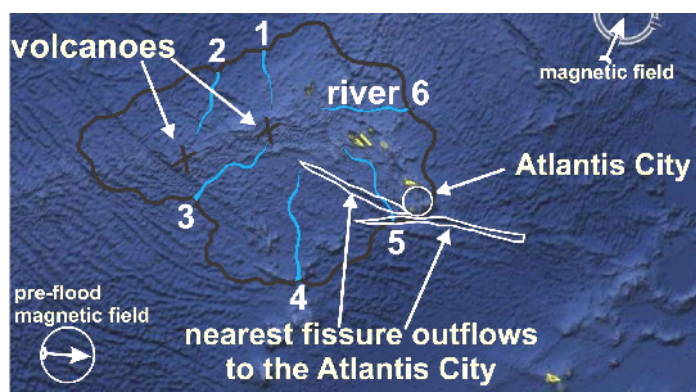 volcanoes
1
2
river 6
magnetic field
Atlantis City
3
5
4
pre-flood
magnetic field
nearest fissure outflows
to the Atlantis City